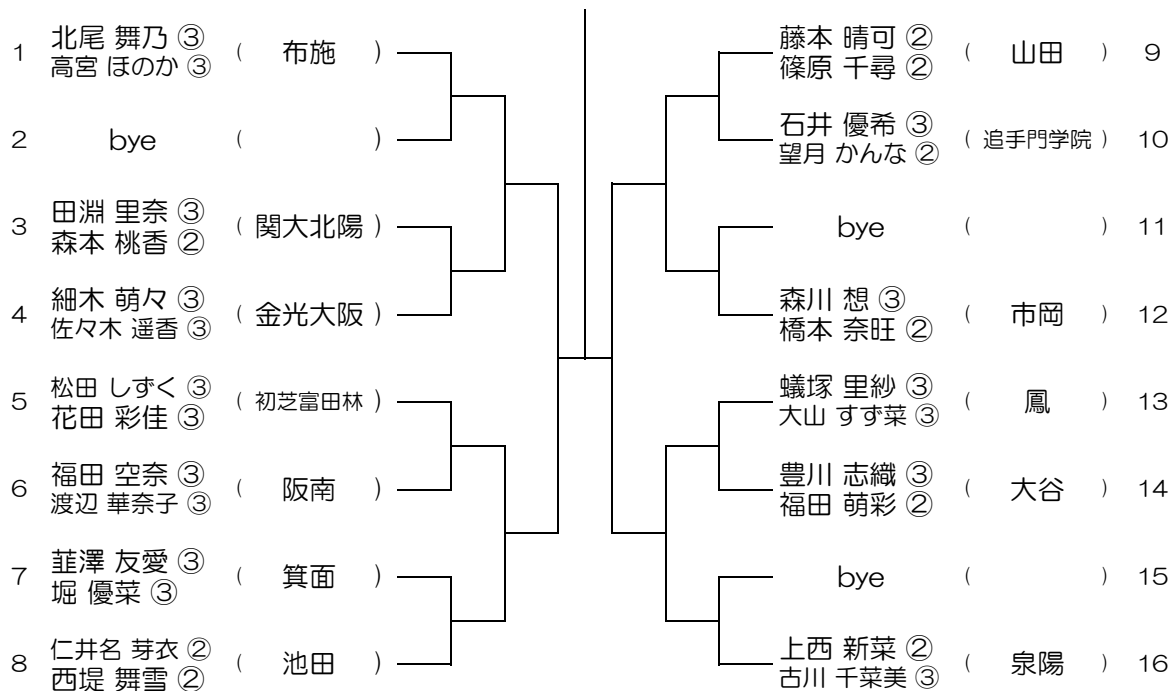 1 北尾 舞乃 ③ ( 布施 )
高宮 ほのか ③
2 bye ( )
3 田淵 里奈 ③ ( 関大北陽 )
森本 桃香 ②
4 細木 萌々 ③ ( 金光大阪 )
佐々木 遥香 ③
5 松田 しずく ③ ( 初芝富田林 )
花田 彩佳 ③
6 福田 空奈 ③ ( 阪南 )
渡辺 華奈子 ③
7 韮澤 友愛 ③ ( 箕面 )
堀 優菜 ③
8 仁井名 芽衣 ② ( 池田 )
西堤 舞雪 ②
藤本 晴可 ② ( 山田 ) 9
篠原 千尋 ②
石井 優希 ③ ( 追手門学院 ) 10
望月 かんな ②
bye ( ) 11
森川 想 ③ ( 市岡 ) 12
橋本 奈旺 ②
蟻塚 里紗 ③ ( 鳳 ) 13
大山 すず菜 ③
豊川 志織 ③ ( 大谷 ) 14
福田 萌彩 ②
bye ( ) 15
上西 新菜 ② ( 泉陽 ) 16
古川 千菜美 ③